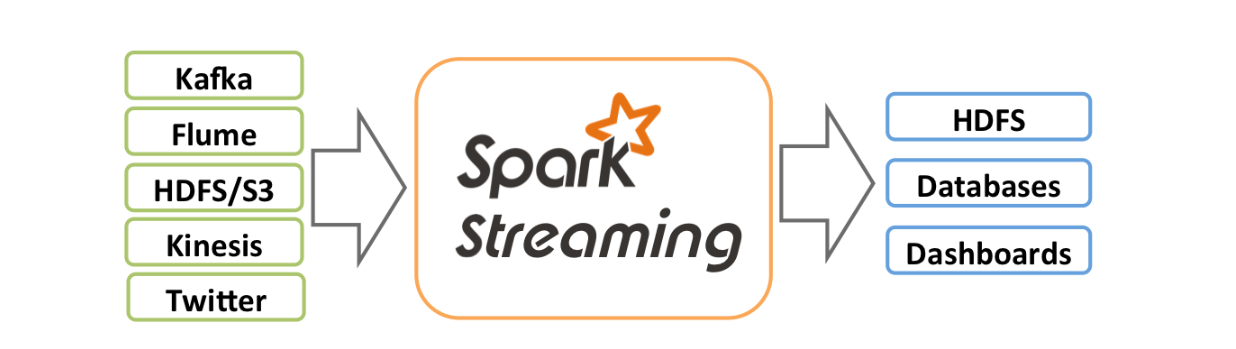 Kafka
Flume
HDFS/S3
Kinesis
Twitter
Spark
Streaming
HDFS
Databases
Dashboards